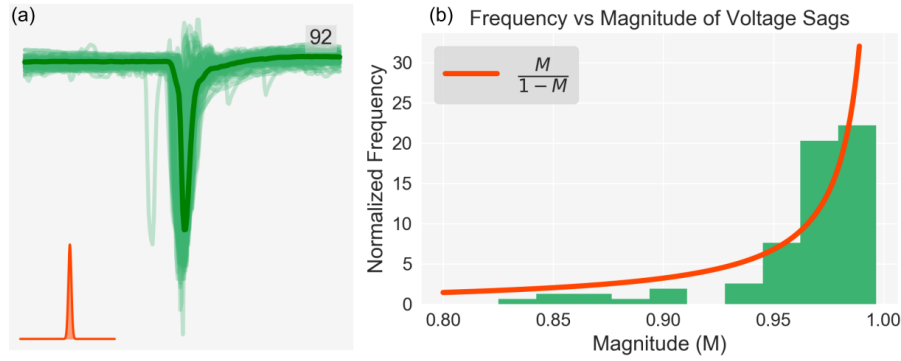 (a)
92
(b)
Frequency vs Magnitude of Voltage Sags
M
1 − M
Normalized Frequency
30
25
20
15
10
5
0
0.80
0.85
0.90
0.95
1.00
Magnitude (M)